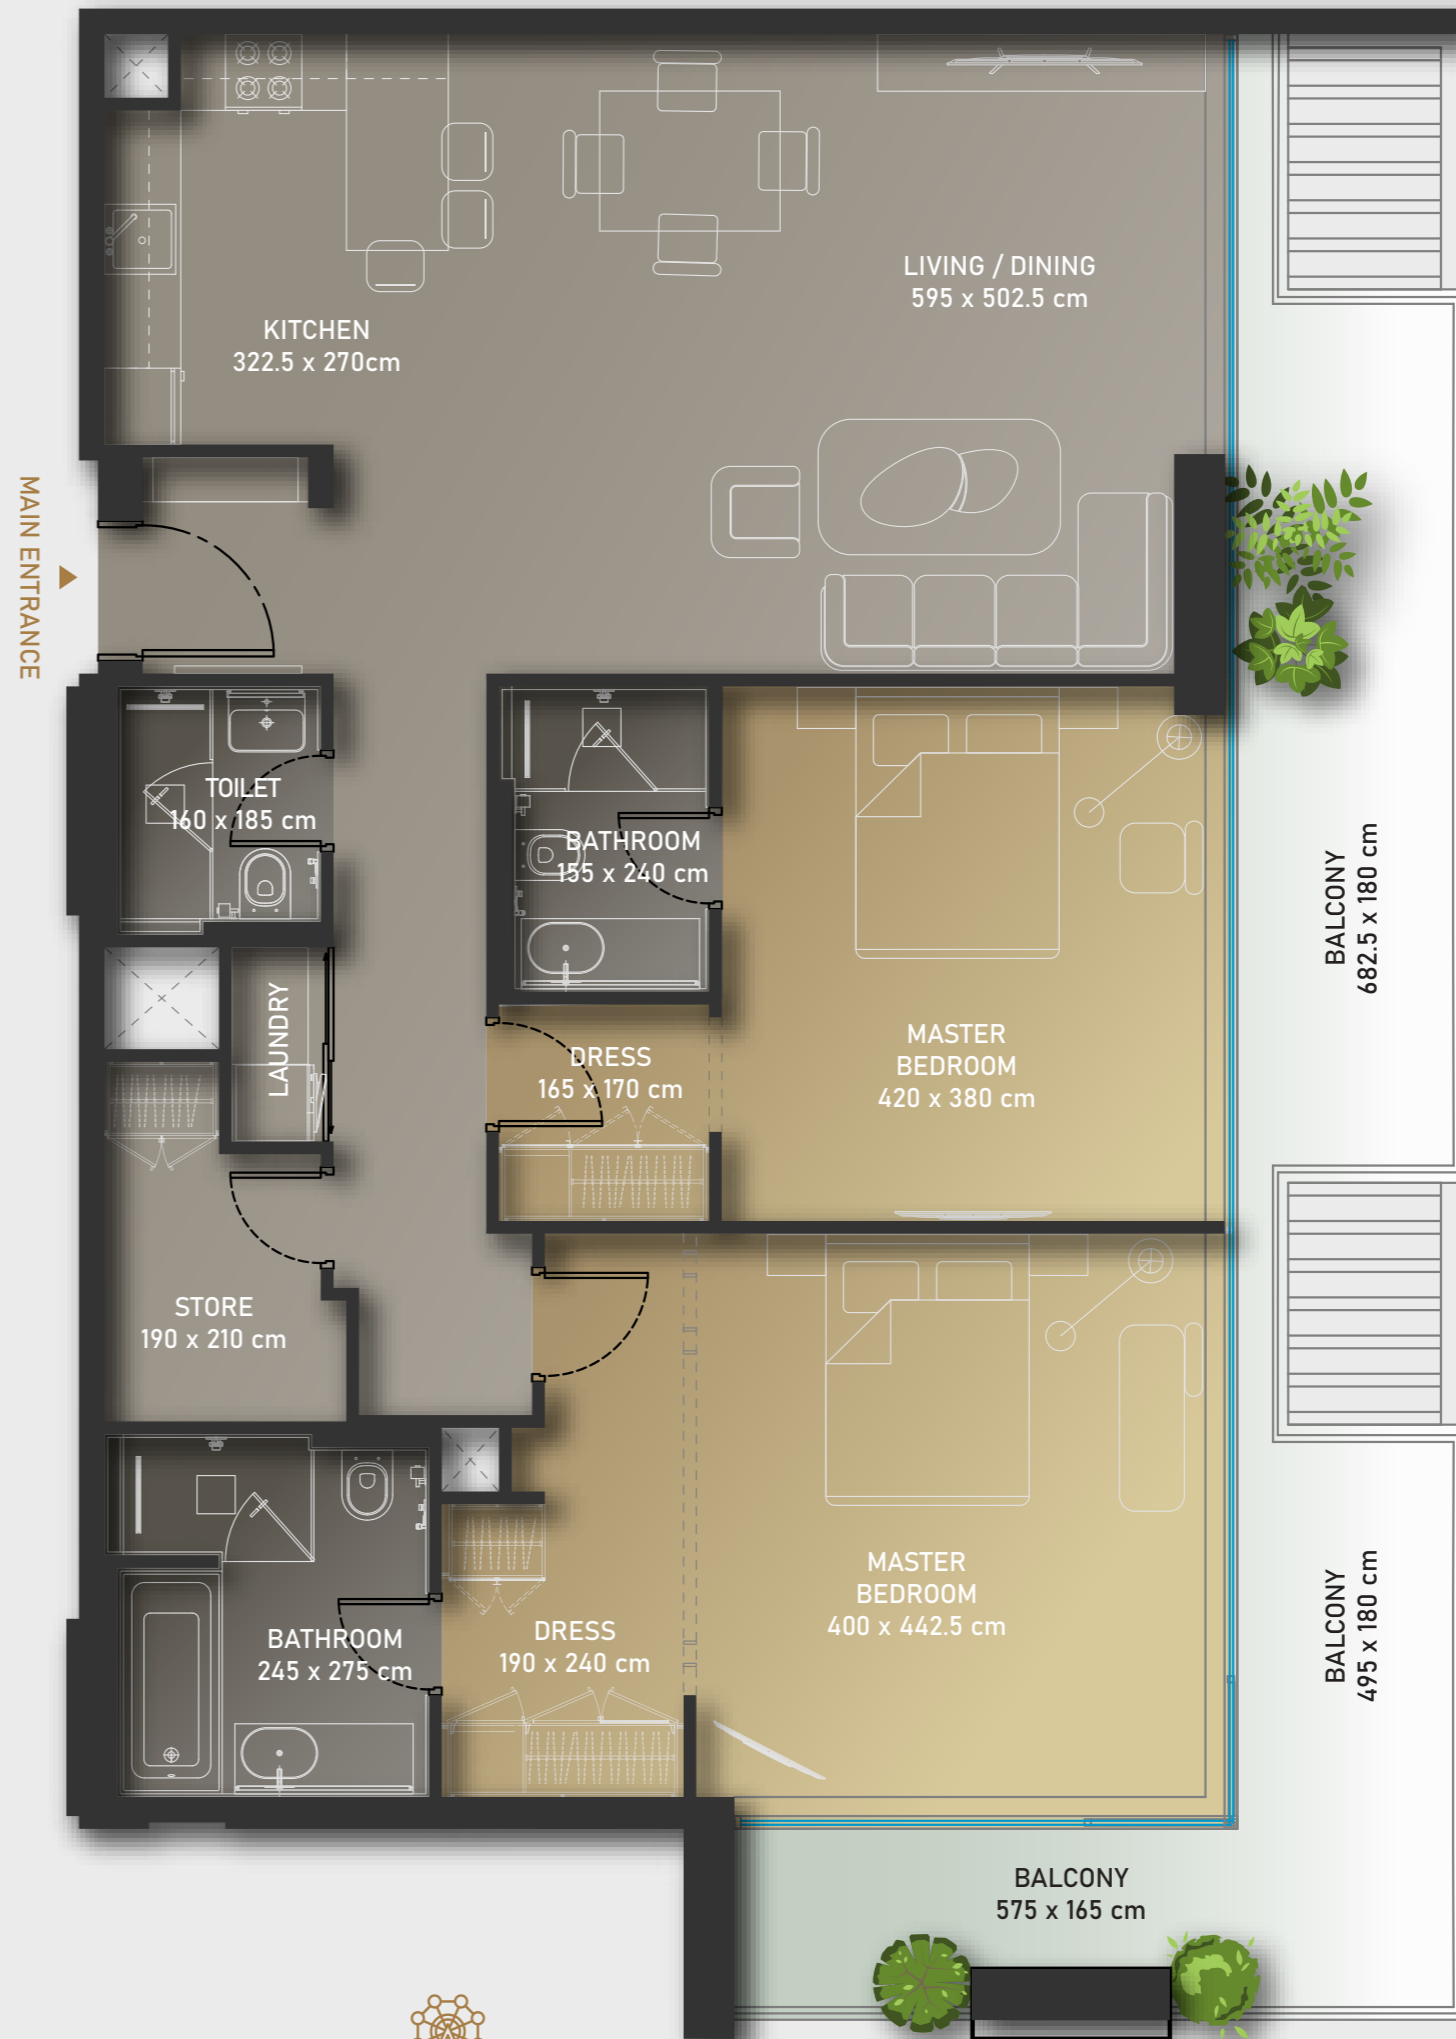 KITCHEN
322.5 x 270cm
LIVING / DINING
595 x 502.5 cm
MAIN ENTRANCE
TOILET
160 x 185 cm
BATHROOM
155 x 240 cm
BALCONY
682.5 x 180 cm
LAUNDRY
DRESS
165 x 170 cm
MASTER
BEDROOM
420 x 380 cm
STORE
190 x 210 cm
MASTER
BEDROOM
400 x 442.5 cm
BATHROOM
245 x 275 cm
DRESS
190 x 240 cm
BALCONY
495 x 180 cm
BALCONY
575 x 165 cm